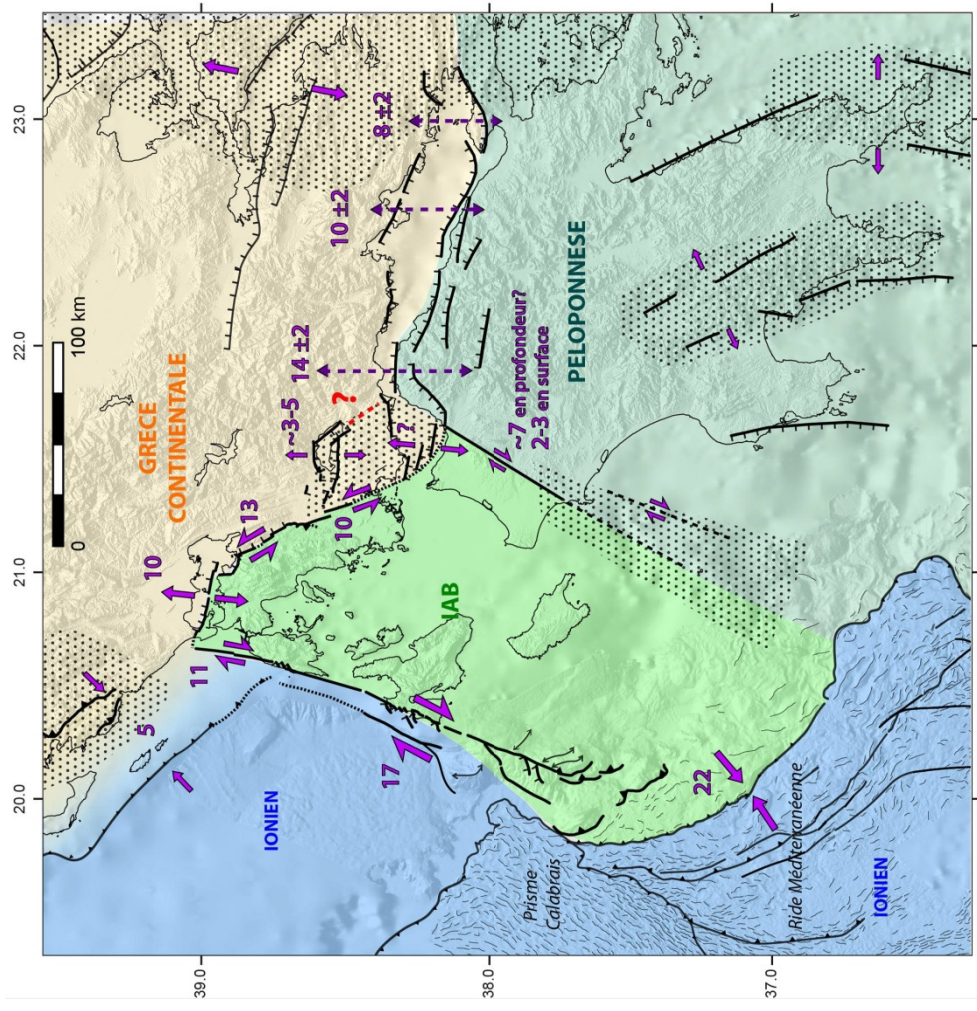 23.0
22.0
21.0
20.0
39.0
38.0
37.0
0
100 km
GRECE
CONTINENTALE
10
13
11
5
17
10
?
~3-5
14 ±2
10 ±2
8 ±2
?
IAB
~7 en profondeur?
2-3 en surface
PELOPONNESE
22
IONIEN
Prisme
Calabrais
Ride Méditerranéenne
IONIEN